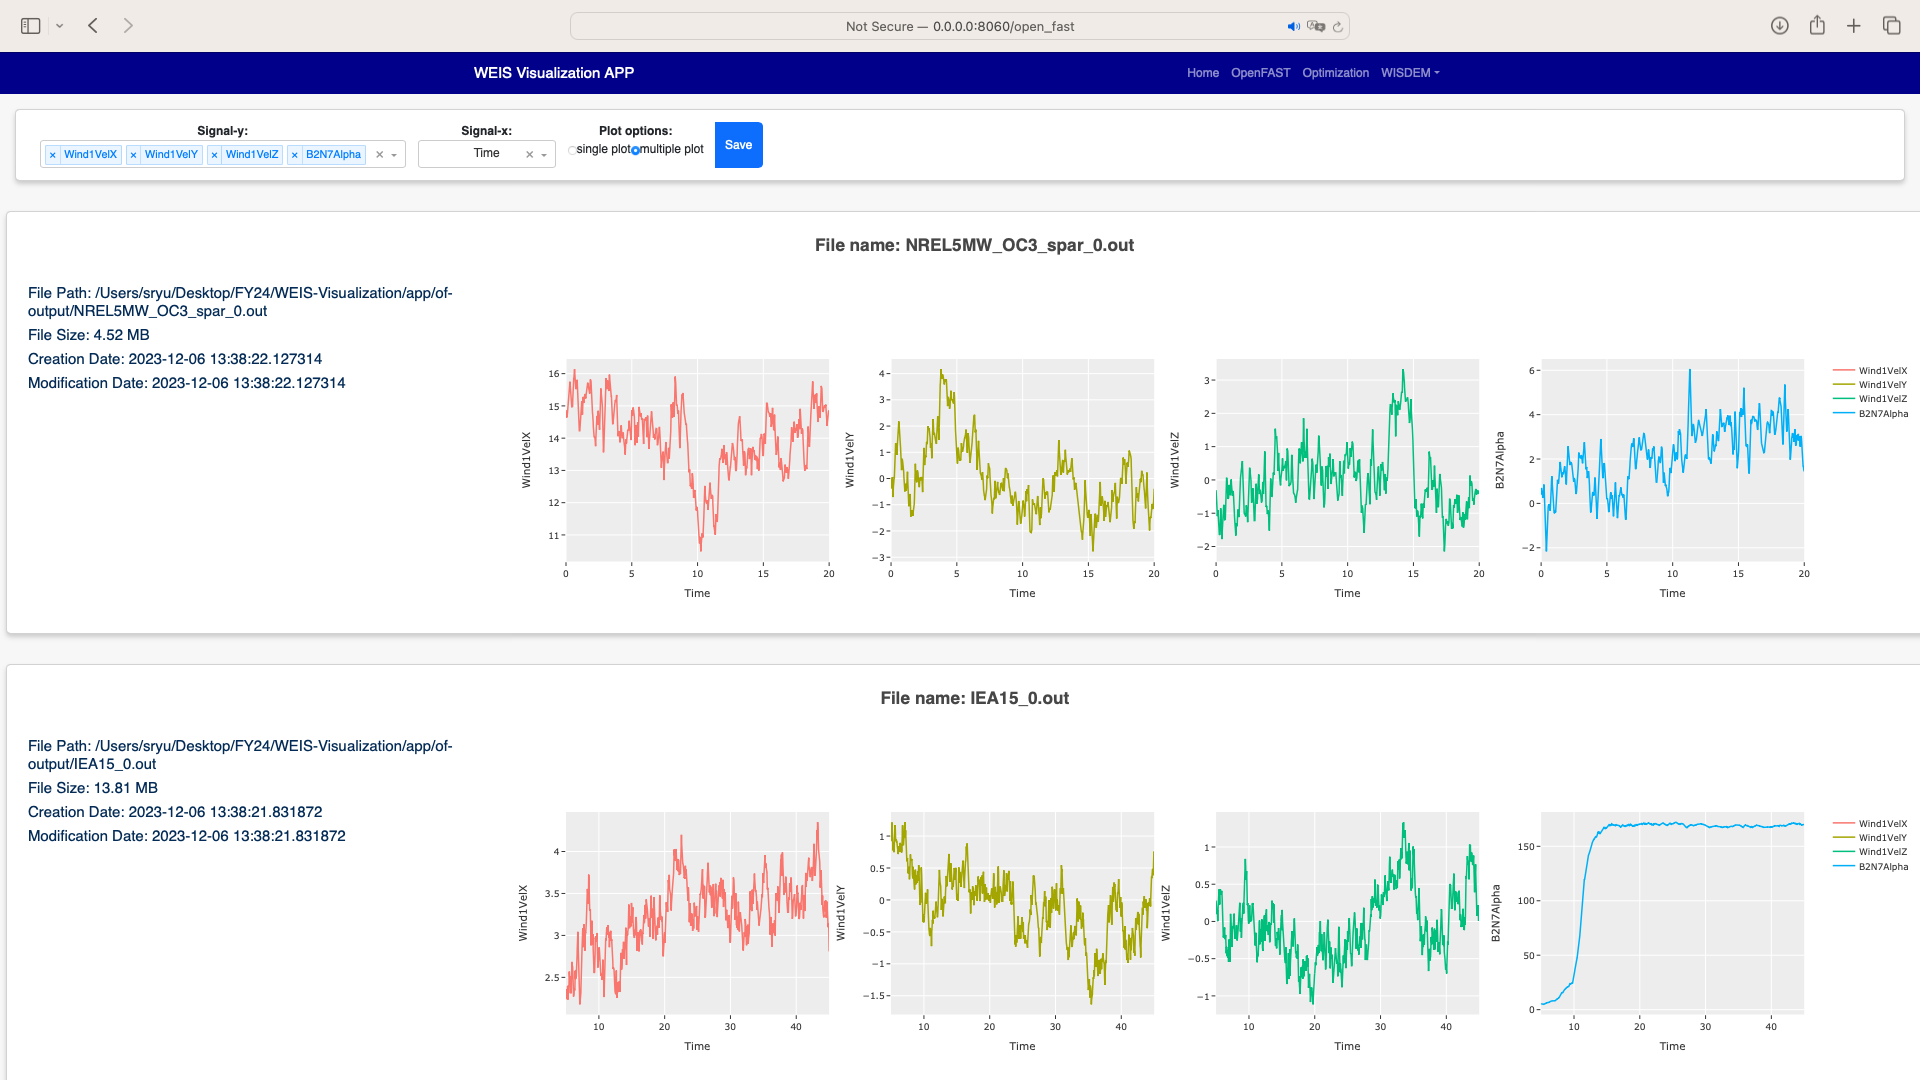 Not Secure — 0.0.0.0:8060/open_fast
WEIS Visualization APP
Home OpenFAST Optimization WISDEM
Signal-y:
× Wind1VelX × Wind1VelY × Wind1VelZ × B2N7Alpha ×
Signal-x:
Time ×
Plot options:
single plot multiple plot
Save
File name: NREL5MW_OC3_spar_0.out
File Path: /Users/sryu/Desktop/FY24/WEIS-Visualization/app/of-
output/NREL5MW_OC3_spar_0.out
File Size: 4.52 MB
Creation Date: 2023-12-06 13:38:22.127314
Modification Date: 2023-12-06 13:38:22.127314
Wind1VelX
16
15
14
13
12
11
0 5 10 15 20
Time
Wind1VelY
4
3
2
1
0
−1
−2
−3
0 5 10 15 20
Time
Wind1VelZ
3
2
1
0
−1
−2
0 5 10 15 20
Time
B2N7Alpha
6
4
2
0
−2
0 5 10 15 20
Time
Wind1VelX
Wind1VelY
Wind1VelZ
B2N7Alpha
File name: IEA15_0.out
File Path: /Users/sryu/Desktop/FY24/WEIS-Visualization/app/of-
output/IEA15_0.out
File Size: 13.81 MB
Creation Date: 2023-12-06 13:38:21.831872
Modification Date: 2023-12-06 13:38:21.831872
Wind1VelX
4
3.5
3
2.5
10 20 30 40
Time
Wind1VelY
1
0.5
0
−0.5
−1
−1.5
10 20 30 40
Time
Wind1VelZ
1
0.5
0
−0.5
−1
10 20 30 40
Time
B2N7Alpha
150
100
50
0
10 20 30 40
Time
Wind1VelX
Wind1VelY
Wind1VelZ
B2N7Alpha